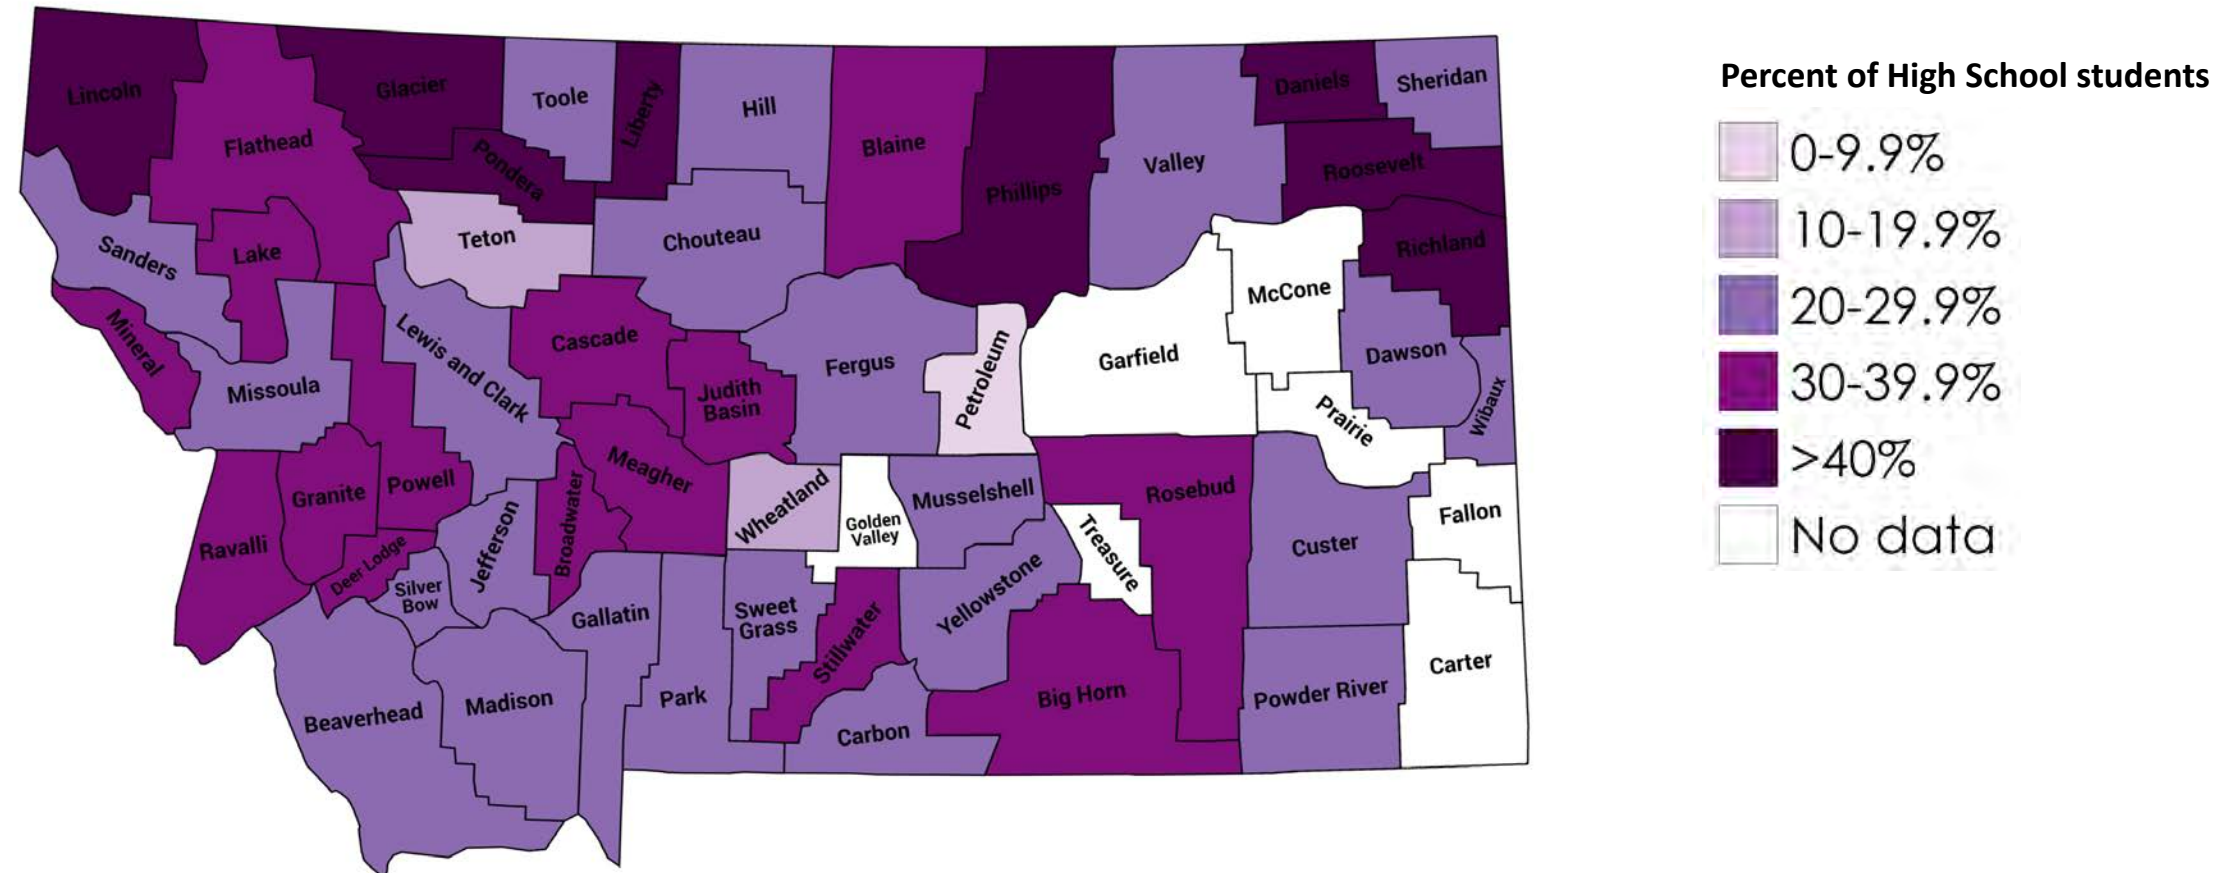 Percent of High School students
0-9.9%
10-19.9%
20-29.9%
30-39.9%
>40%
No data
Lincoln
Flathead
Glacier
Toole
Liberty
Hill
Blaine
Phillips
Valley
Daniels
Sheridan
Pondera
Roosevelt
Sanders
Lake
Teton
Chouteau
Richland
McCone
Mineral
Missoula
Lewis and Clark
Cascade
Judith
Basin
Fergus
Petroleum
Garfield
Dawson
Prairie
Wibaux
Granite
Powell
Meagher
Wheatland
Golden
Valley
Musselshell
Rosebud
Treasure
Custer
Fallon
Ravalli
Deer Lodge
Silver
Bow
Jefferson
Broadwater
Gallatin
Sweet
Grass
Stillwater
Yellowstone
Beaverhead
Madison
Park
Carbon
Big Horn
Powder River
Carter